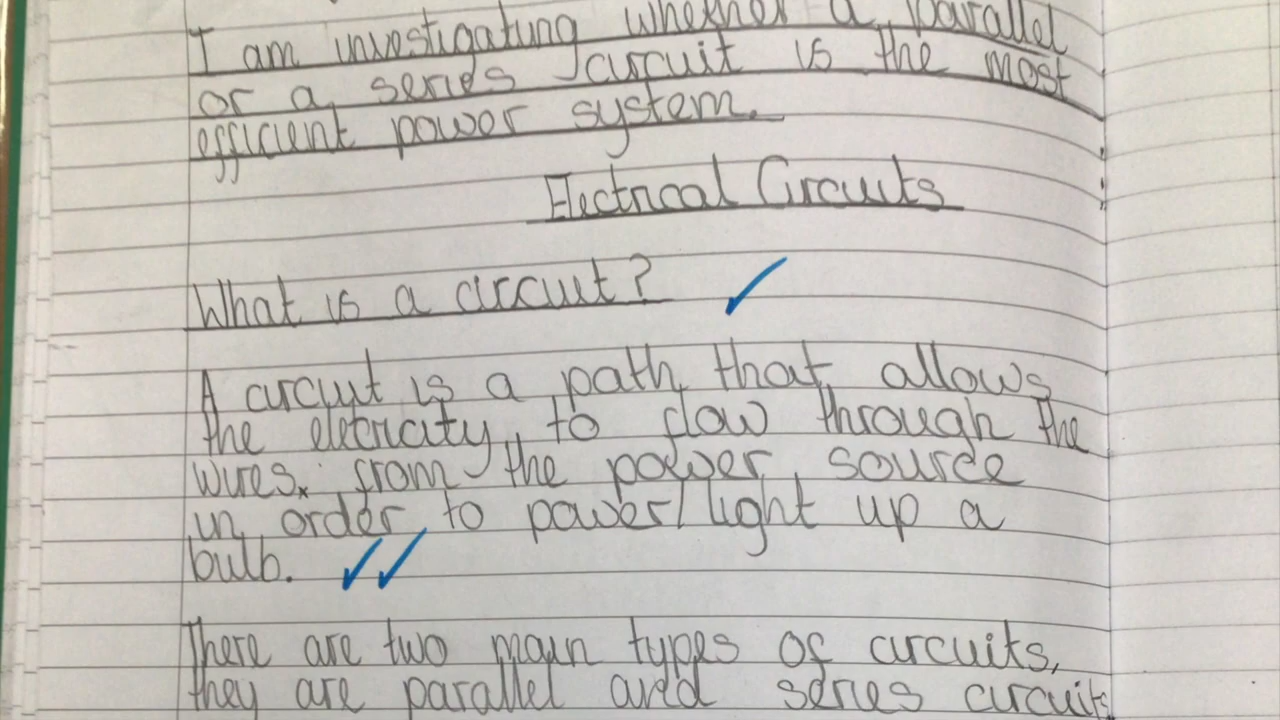 I am investigating whether a parallel
or a series circuit is the most
efficient power system.
Electrical Circuits
What is a circuit?
A circuit is a path that allows
the eletricity to flow through the
wires. from the power source
in order to power/light up a
bulb.
There are two main types of circuits,
they are parallel and series circuits